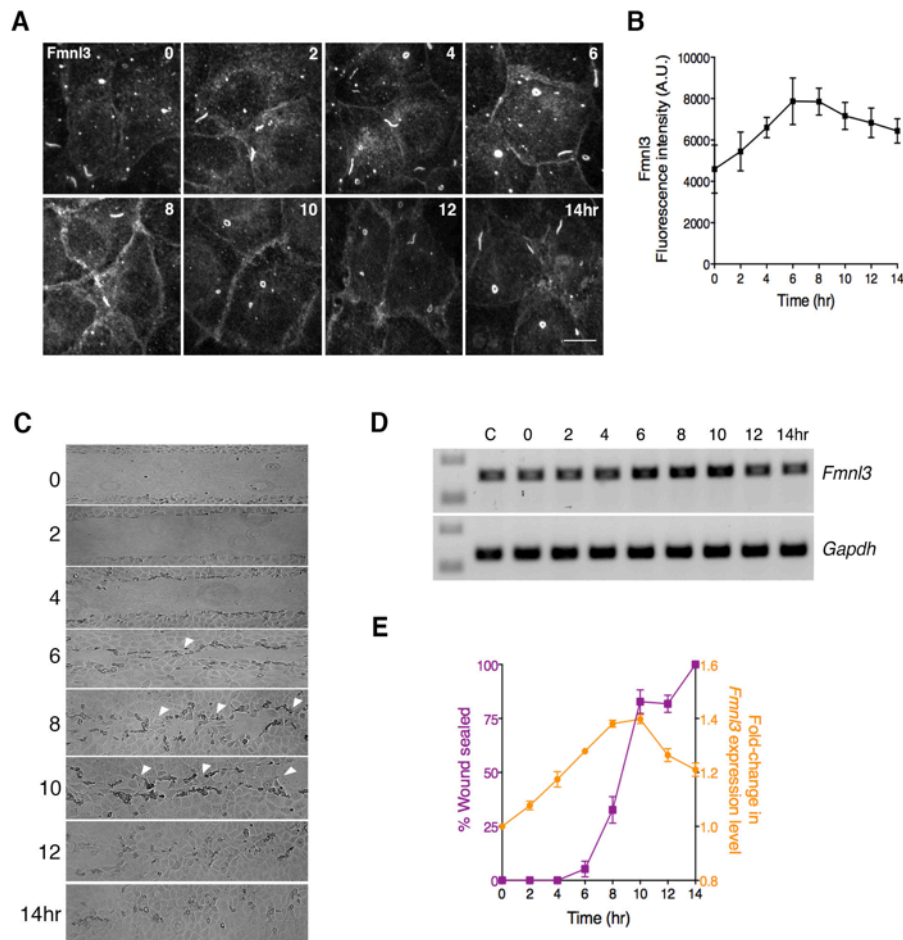 A
Fmnl3 0
2
4
6
8
10
12
14hr
B
Fmnl3
Fluorescence intensity (A.U.)
10000
8000
6000
4000
2000
0
0 2 4 6 8 10 12 14
Time (hr)
C
0
2
4
6
8
10
12
14hr
D
C 0 2 4 6 8 10 12 14hr
Fmnl3
Gapdh
E
% Wound sealed
100
75
50
25
0
1.6
1.4
1.2
1.0
0.8
Fold-change in
Fmnl3 expression level
0 2 4 6 8 10 12 14
Time (hr)